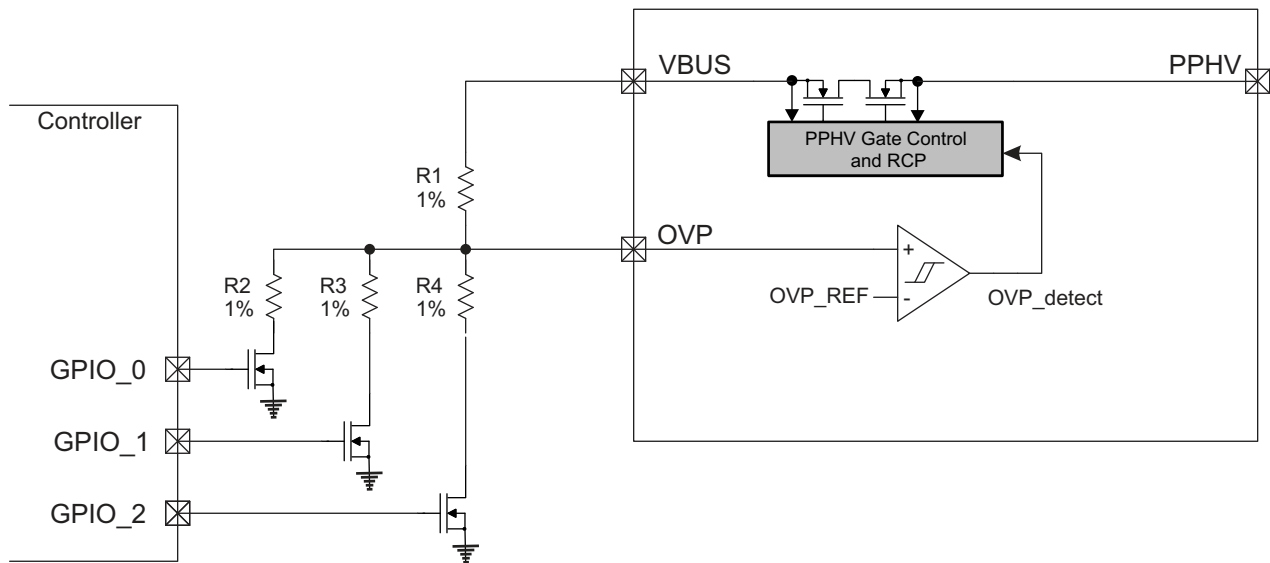 VBUS
PPHV
Controller
PPHV Gate Control
and RCP
R1
1%
OVP
R2
1%
R3
1%
R4
1%
+
OVP_REF
-
OVP_detect
GPIO_0
GPIO_1
GPIO_2